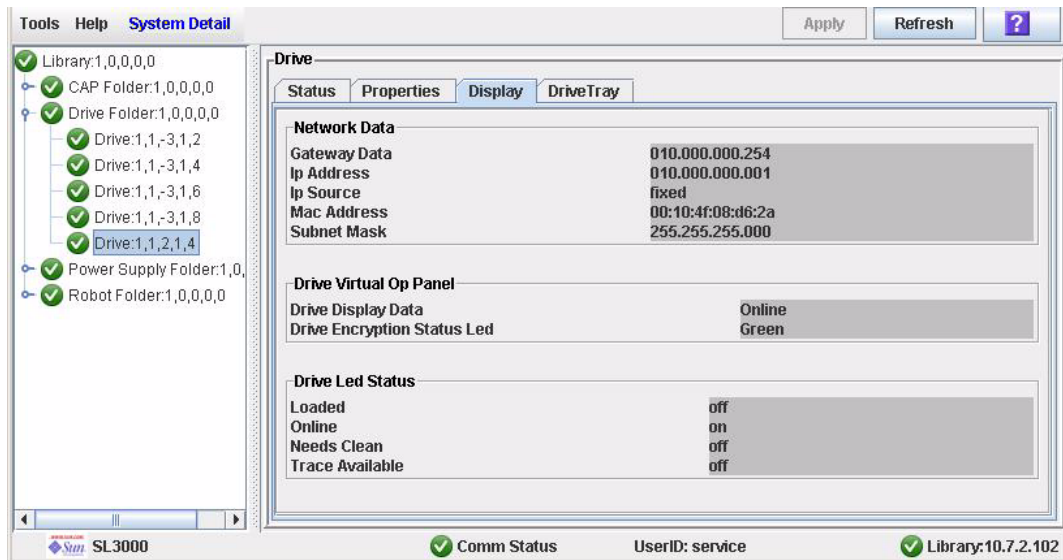 Tools Help System Detail
Apply Refresh ?
Library:1,0,0,0,0
CAP Folder:1,0,0,0,0
Drive Folder:1,0,0,0,0
Drive:1,1,-3,1,2
Drive:1,1,-3,1,4
Drive:1,1,-3,1,6
Drive:1,1,-3,1,8
Drive:1,1,2,1,4
Power Supply Folder:1,0,
Robot Folder:1,0,0,0,0
Drive
Status Properties Display DriveTray
Network Data
Gateway Data 010.000.000.254
Ip Address 010.000.000.001
Ip Source fixed
Mac Address 00:10:4f:08:d6:2a
Subnet Mask 255.255.255.000
Drive Virtual Op Panel
Drive Display Data Online
Drive Encryption Status Led Green
Drive Led Status
Loaded off
Online on
Needs Clean off
Trace Available off
Sun SL3000 Comm Status UserID: service Library:10.7.2.102